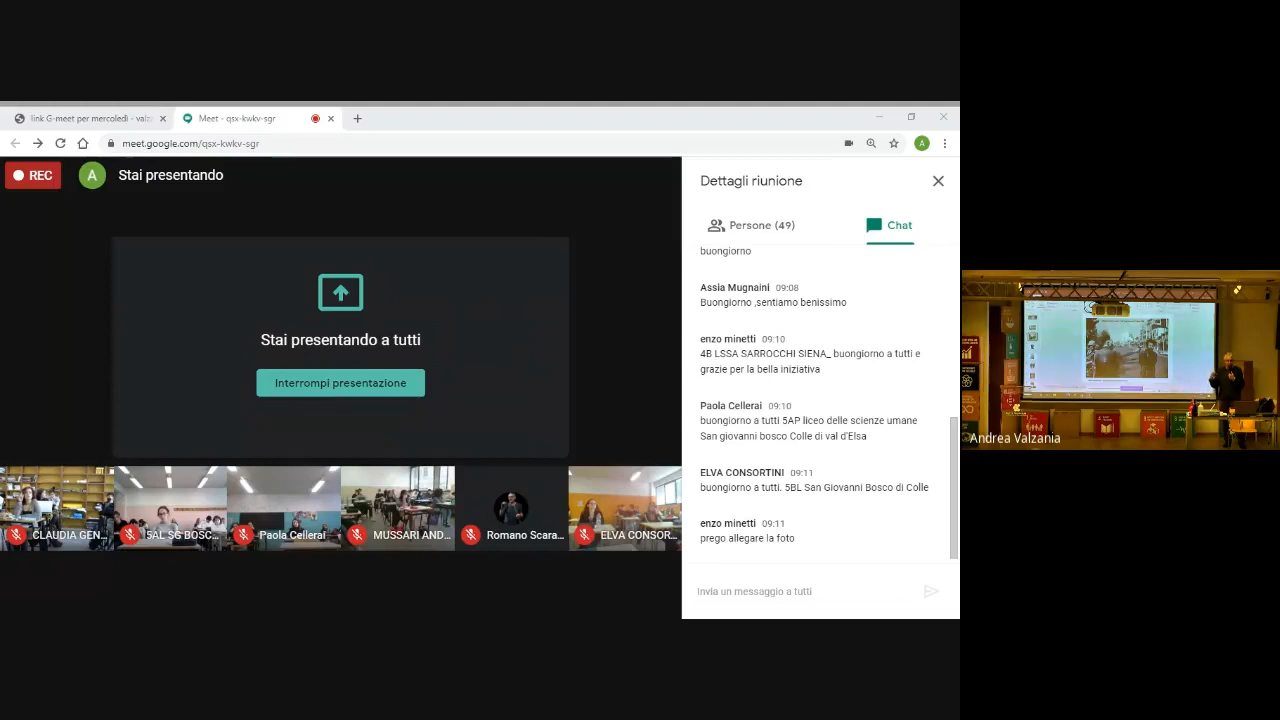 link G-meet per mercoledì - valz
Meet - qsx-kwkv-sgr
meet.google.com/qsx-kwkv-sgr
A
REC
A
Stai presentando
Stai presentando a tutti
Interrompi presentazione
CLAUDIA GEN...
5AL SG BOSC...
Paola Cellerai
MUSSARI AND...
Romano Scara...
ELVA CONSOR...
Dettagli riunione
Persone (49)
Chat
buongiorno
Assia Mugnaini 09:08
Buongiorno ,sentiamo benissimo
enzo minetti 09:10
4B LSSA SARROCCHI SIENA_ buongiorno a tutti e
grazie per la bella iniziativa
Paola Cellerai 09:10
buongiorno a tutti 5AP liceo delle scienze umane
San giovanni bosco Colle di val d'Elsa
ELVA CONSORTINI 09:11
buongiorno a tutti. 5BL San Giovanni Bosco di Colle
enzo minetti 09:11
prego allegare la foto
Invia un messaggio a tutti
Andrea Valzania